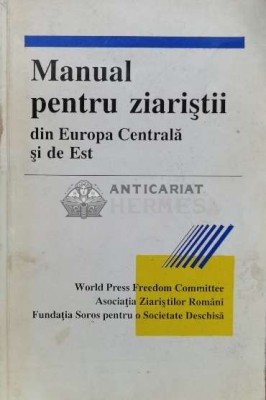 Manual
pentru ziariştii
din Europa Centrală
şi de Est
ANTICARIAT
HERMES
World Press Freedom Committee
Asociaţia Ziariştilor Români
Fundaţia Soros pentru o Societate Deschisă